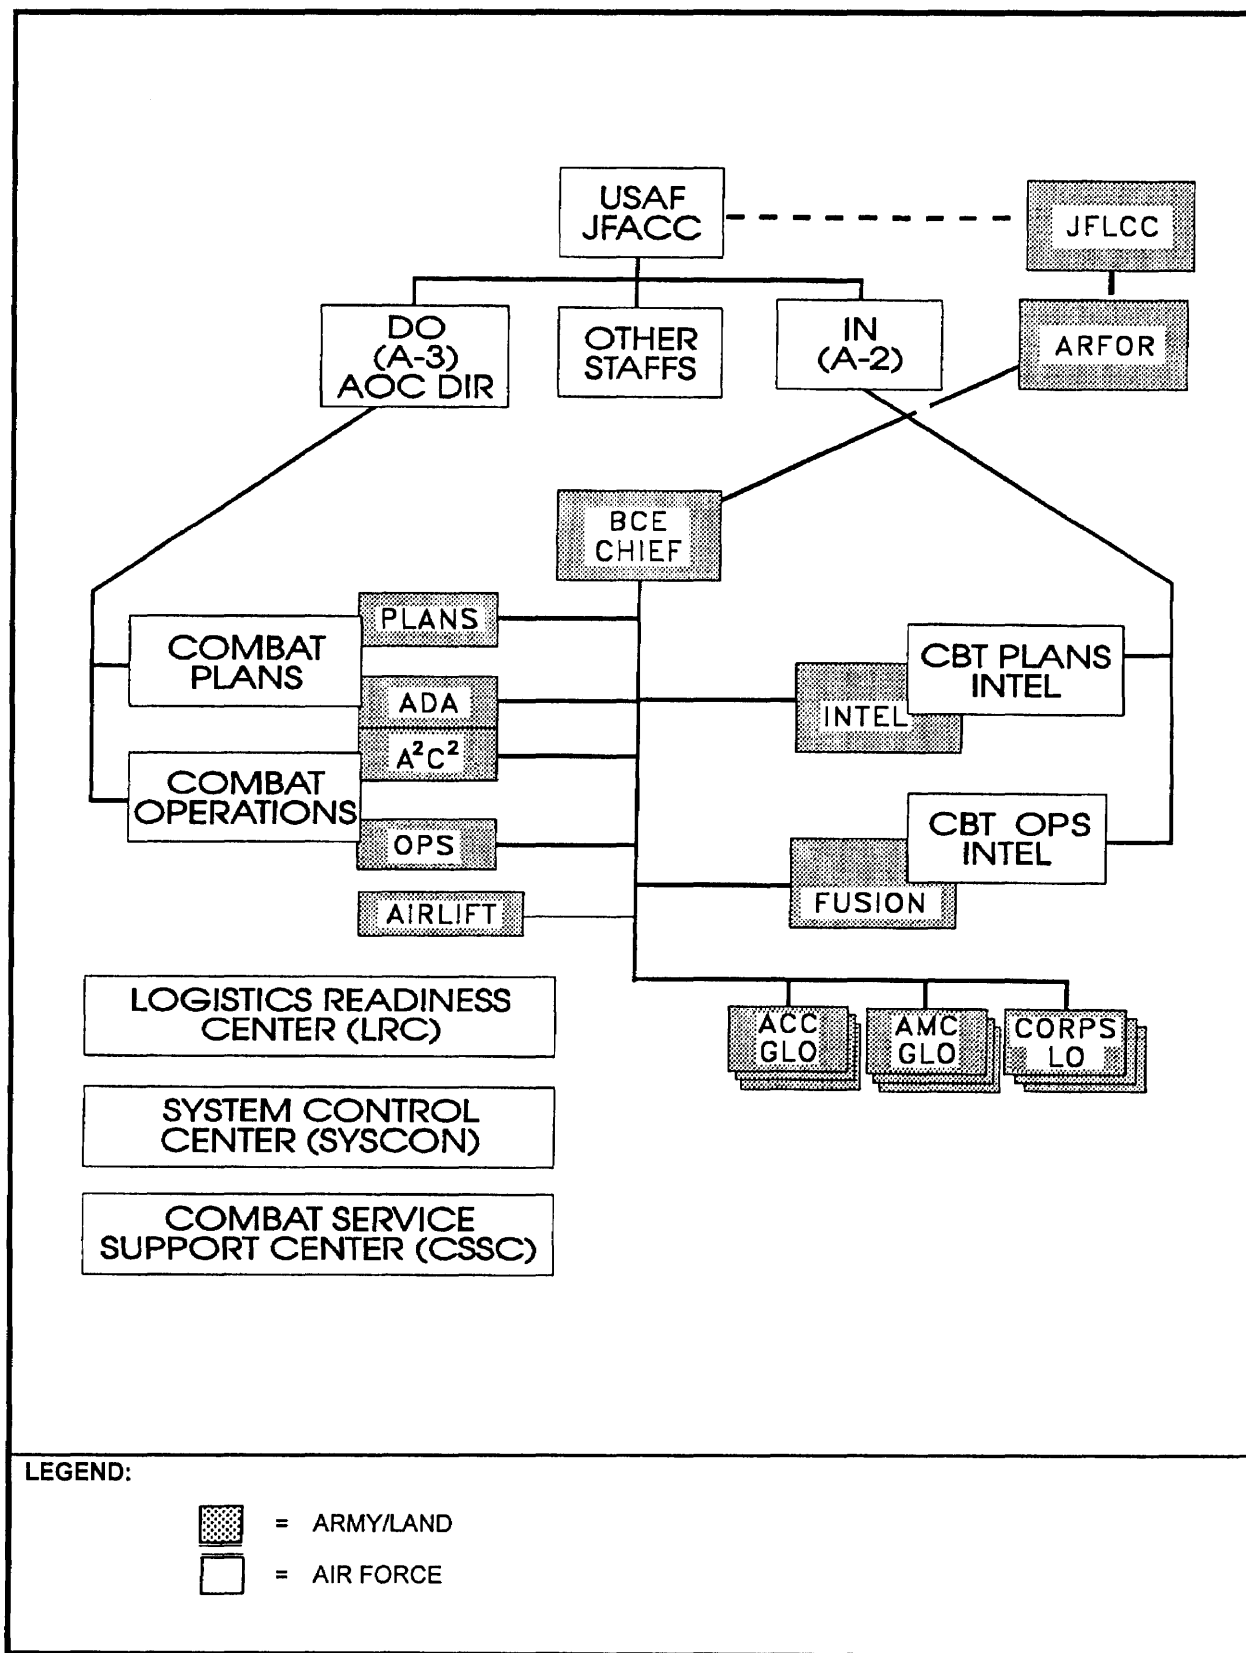 USAF
JFACC
JFLCC
DO
(A-3)
AOC DIR
OTHER
STAFFS
IN
(A-2)
ARFOR
BCE
CHIEF
PLANS
COMBAT
PLANS
ADA
A²C²
COMBAT
OPERATIONS
OPS
AIRLIFT
CBT PLANS
INTEL
INTEL
CBT OPS
INTEL
FUSION
ACC
GLO
AMC
GLO
CORPS
LO
LOGISTICS READINESS
CENTER (LRC)
SYSTEM CONTROL
CENTER (SYSCON)
COMBAT SERVICE
SUPPORT CENTER (CSSC)
LEGEND:
= ARMY/LAND
= AIR FORCE